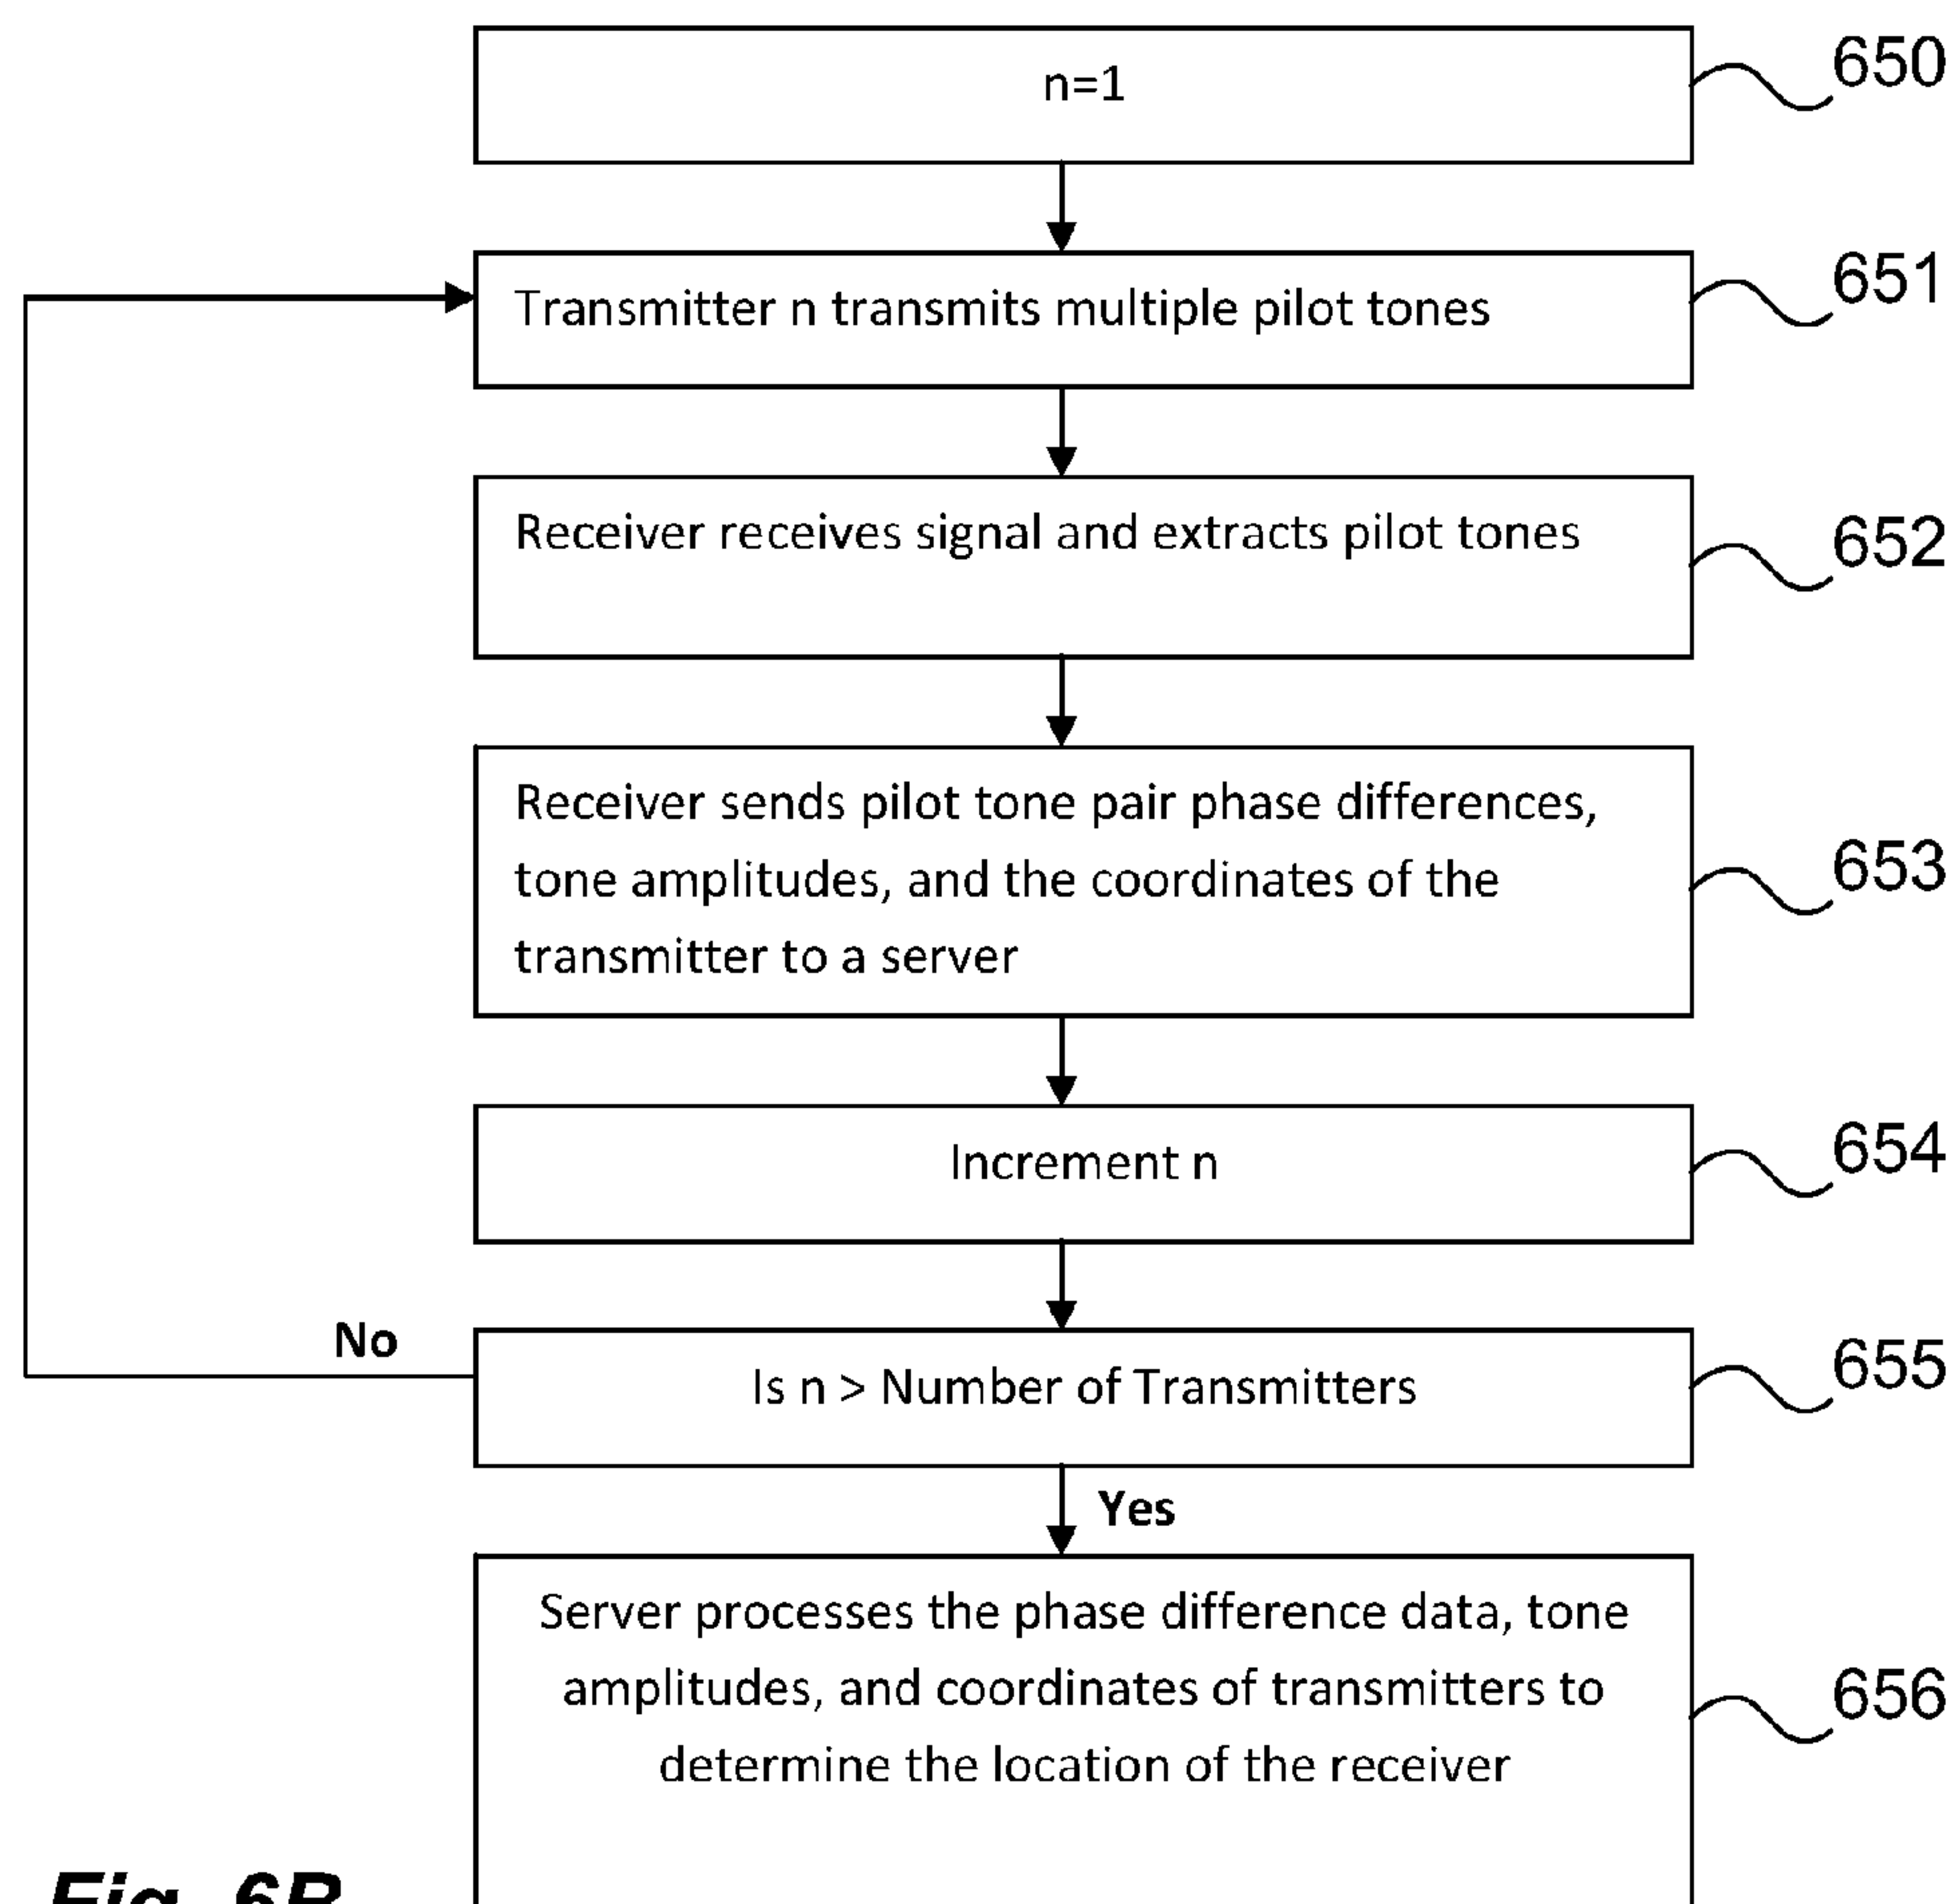 n=1
650
Transmitter n transmits multiple pilot tones
651
Receiver receives signal and extracts pilot tones
652
Receiver sends pilot tone pair phase differences,
tone amplitudes, and the coordinates of the
transmitter to a server
653
Increment n
654
No
Is n > Number of Transmitters
655
Yes
Server processes the phase difference data, tone
amplitudes, and coordinates of transmitters to
determine the location of the receiver
656
Fig. 6B